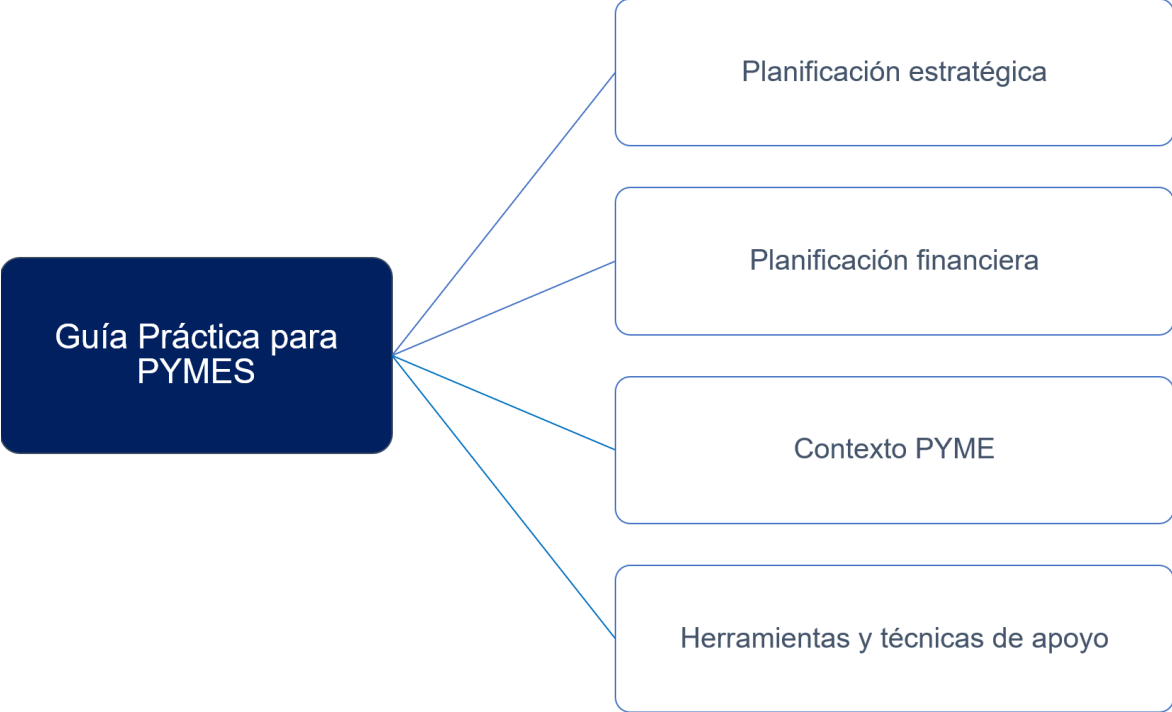 Planificación estratégica
Planificación financiera
Guía Práctica para
PYMES
Contexto PYME
Herramientas y técnicas de apoyo